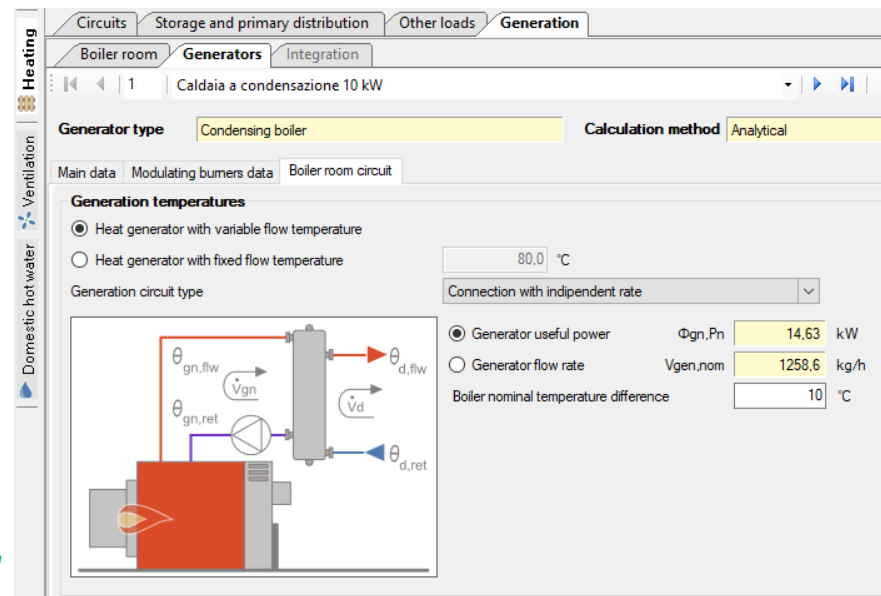 Circuits Storage and primary distribution Other loads Generation
Boiler room Generators Integration
1 Caldaia a condensazione 10 kW
Generator type Condensing boiler Calculation method Analytical
Main data Modulating burners data Boiler room circuit
Generation temperatures
Heat generator with variable flow temperature
Heat generator with fixed flow temperature 80,0 °C
Generation circuit type Connection with indipendent rate
Generator useful power Φgn,Pn 14,63 kW
Generator flow rate Vgen,nom 1258,6 kg/h
Boiler nominal temperature difference 10 °C
θgn,flw
V̇gn
θgn,ret
θd,flw
V̇d
θd,ret
Heating
Ventilation
Domestic hot water